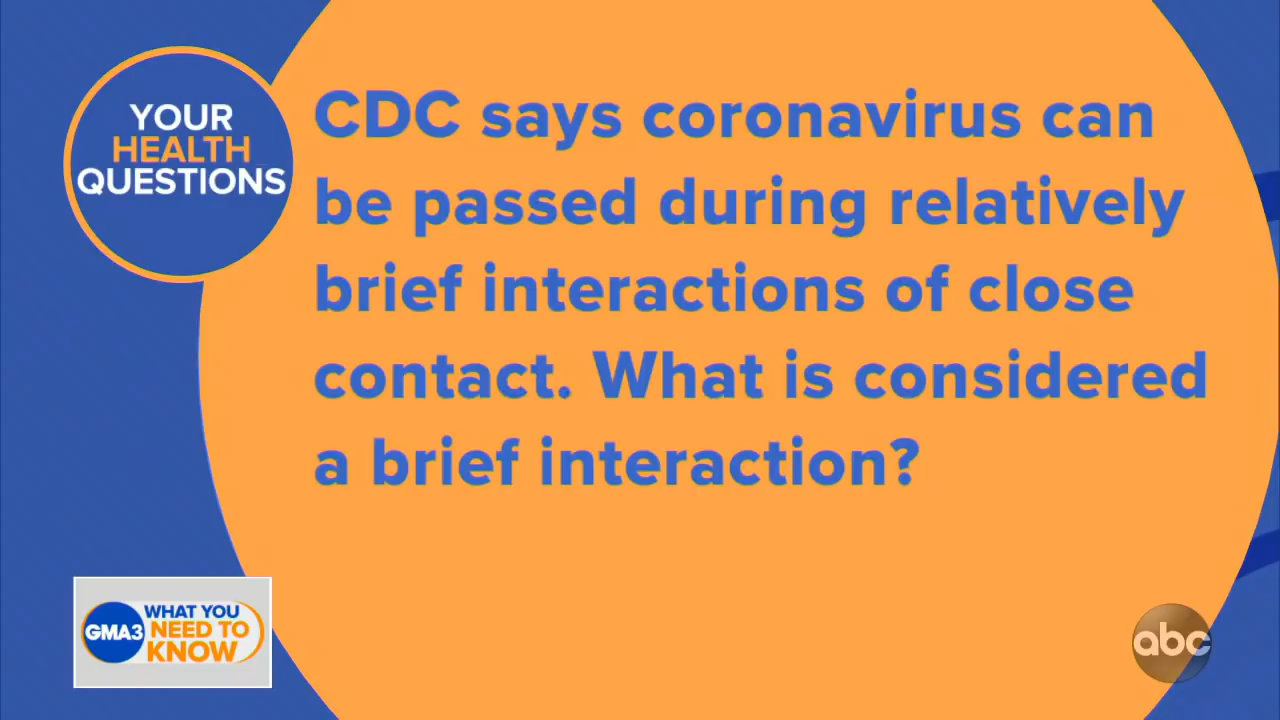 YOUR
HEALTH
QUESTIONS
CDC says coronavirus can
be passed during relatively
brief interactions of close
contact. What is considered
a brief interaction?
GMA3
WHAT YOU
NEED TO
KNOW
abc